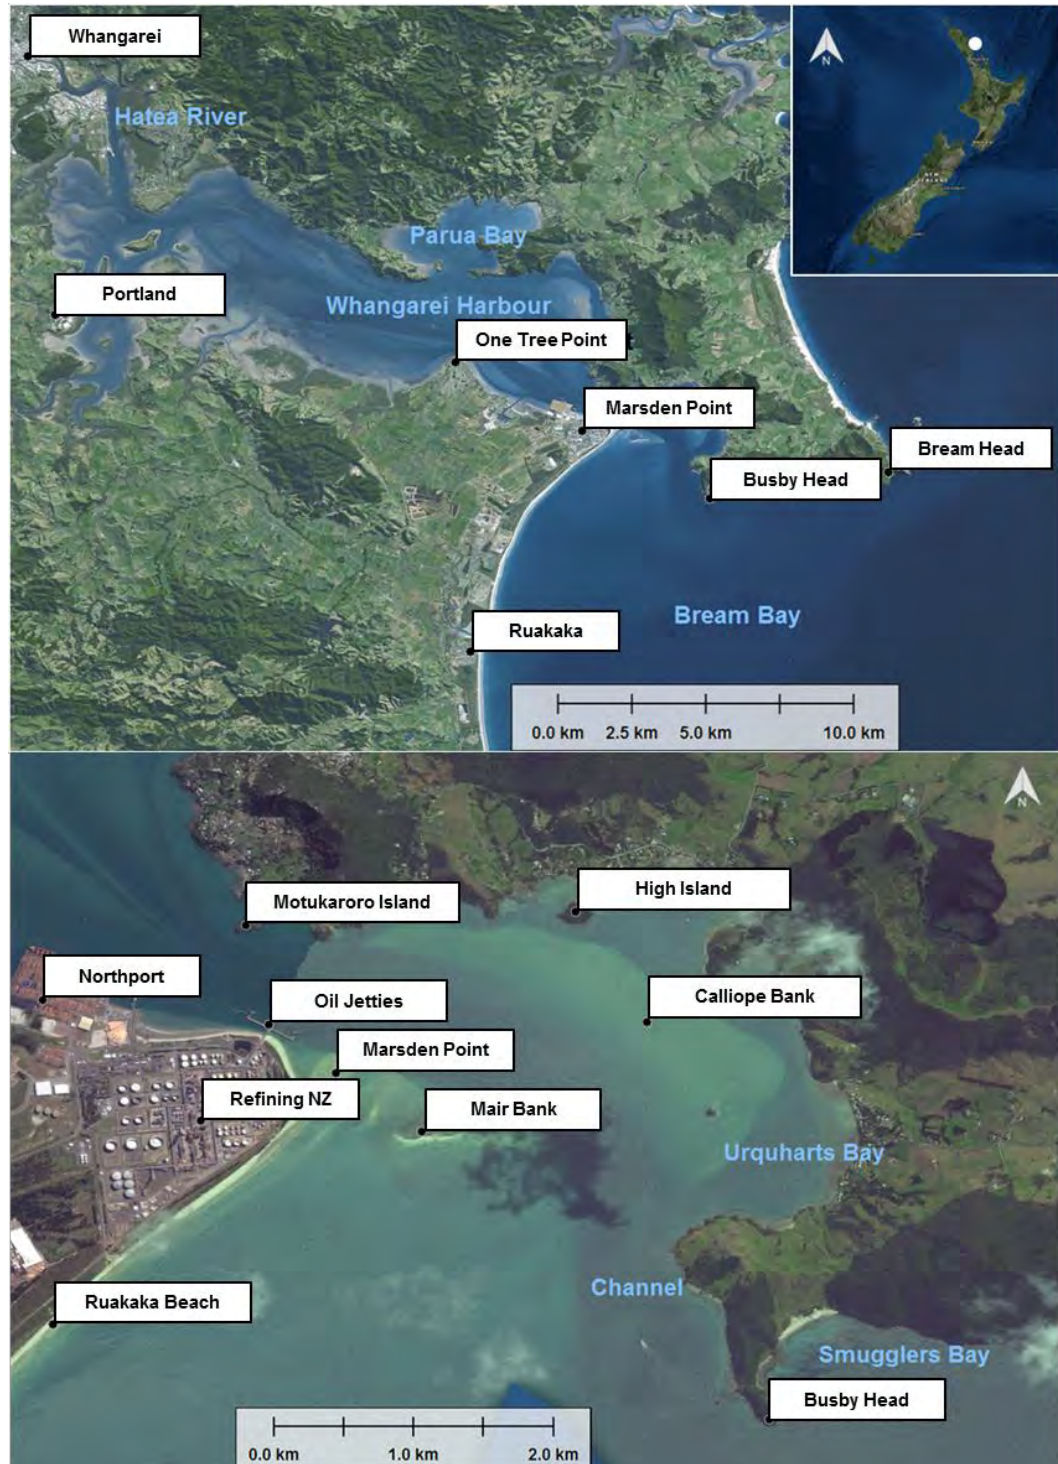 Whangarei
N
Hatea River
Parua Bay
Portland
Whangarei Harbour
One Tree Point
Marsden Point
Bream Head
Busby Head
Bream Bay
Ruakaka
0.0 km 2.5 km 5.0 km 10.0 km
N
High Island
Motukaroro Island
Northport
Calliope Bank
Oil Jetties
Marsden Point
Refining NZ
Mair Bank
Urquharts Bay
Channel
Ruakaka Beach
Smugglers Bay
Busby Head
0.0 km 1.0 km 2.0 km